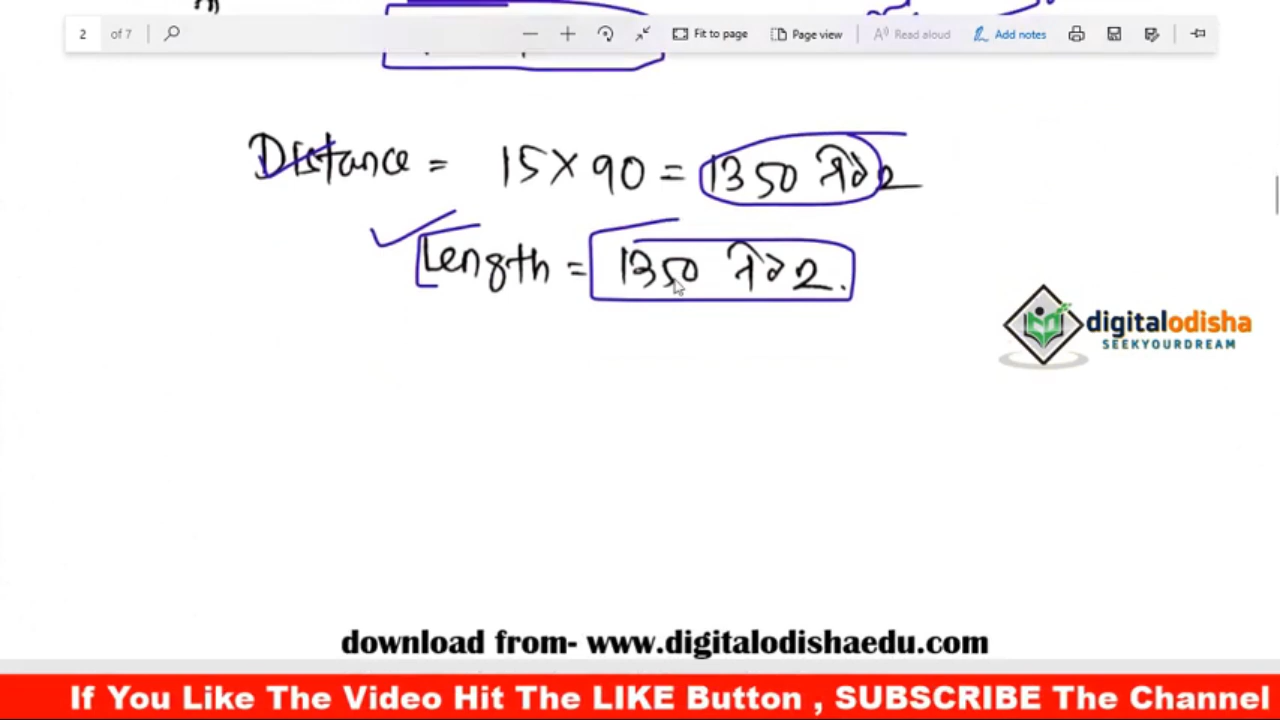 2 of 7 Fit to page Page view Read aloud Add notes
Distance = 15 × 90 = 1350
Length = 1350
digitalodisha
SEEKYOURDREAM
download from- www.digitalodishaedu.com
If You Like The Video Hit The LIKE Button , SUBSCRIBE The Channel